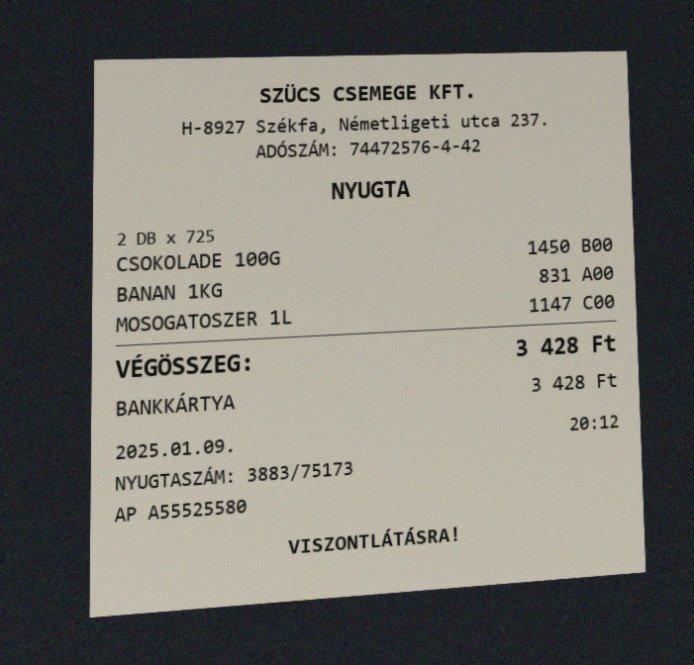 SZÜCS CSEMEGE KFT.
H-8927 Székfa, Németligeti utca 237.
ADÓSZÁM: 74472576-4-42
NYUGTA
2 DB x 725
CSOKOLADE 100G 1450 B00
BANAN 1KG 831 A00
MOSOGATOSZER 1L 1147 C00
VÉGÖSSZEG: 3 428 Ft
BANKKÁRTYA 3 428 Ft
2025.01.09. 20:12
NYUGTASZÁM: 3883/75173
AP A55525580
VISZONTLÁTÁSRA!